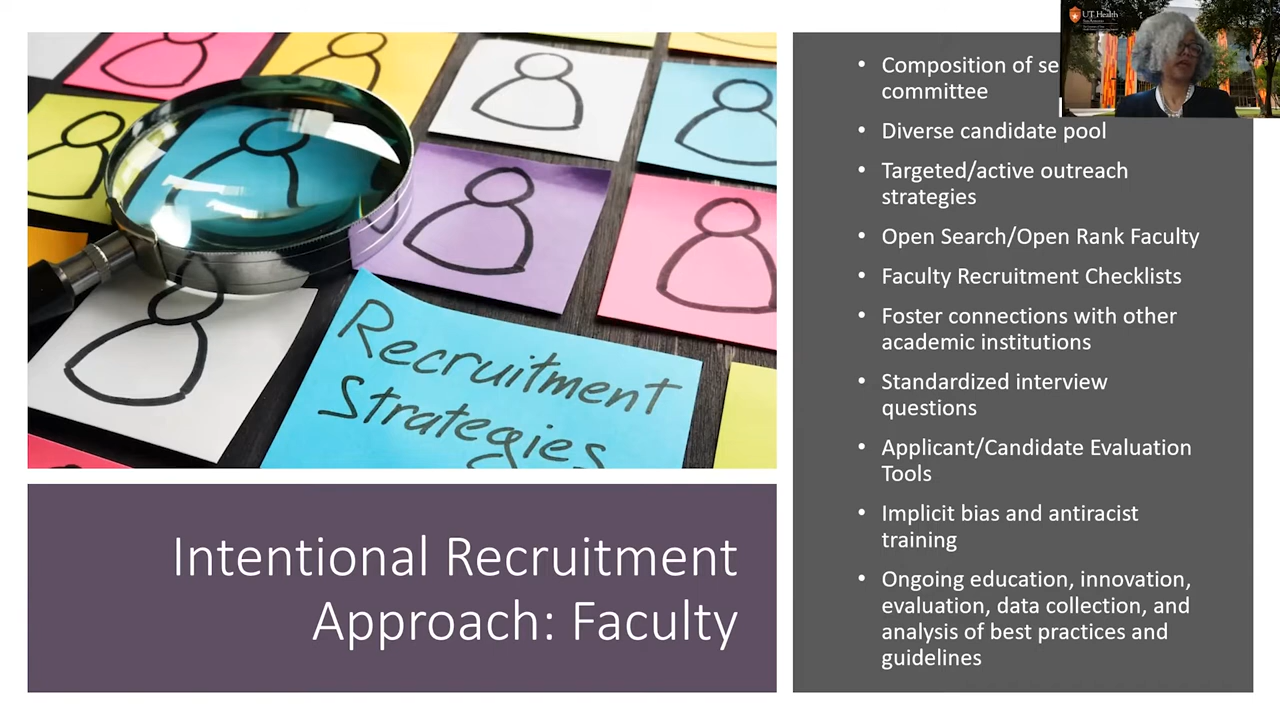 UT Health
Recruitment
Strategies
Intentional Recruitment
Approach: Faculty
• Composition of
committee
• Diverse candidate pool
• Targeted/active outreach
strategies
• Open Search/Open Rank Faculty
• Faculty Recruitment Checklists
• Foster connections with other
academic institutions
• Standardized interview
questions
• Applicant/Candidate Evaluation
Tools
• Implicit bias and antiracist
training
• Ongoing education, innovation,
evaluation, data collection, and
analysis of best practices and
guidelines